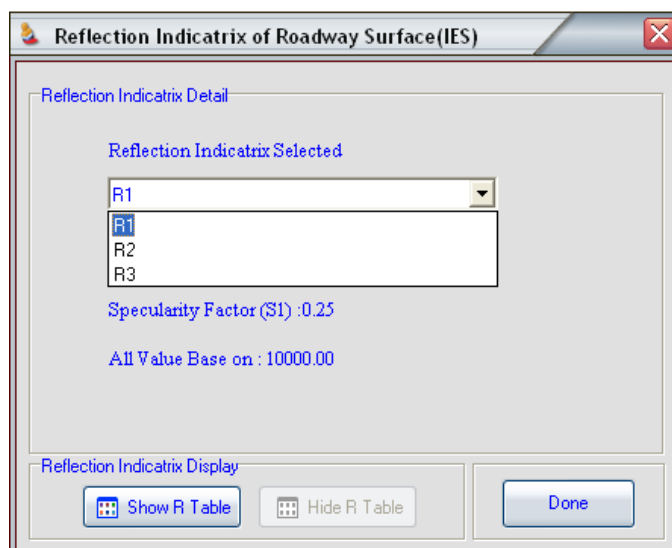 Reflection Indicatrix of Roadway Surface(IES)
Reflection Indicatrix Detail
Reflection Indicatrix Selected
R1
R1
R2
R3
Specularity Factor (S1) :0.25
All Value Base on : 10000.00
Reflection Indicatrix Display
Show R Table
Hide R Table
Done